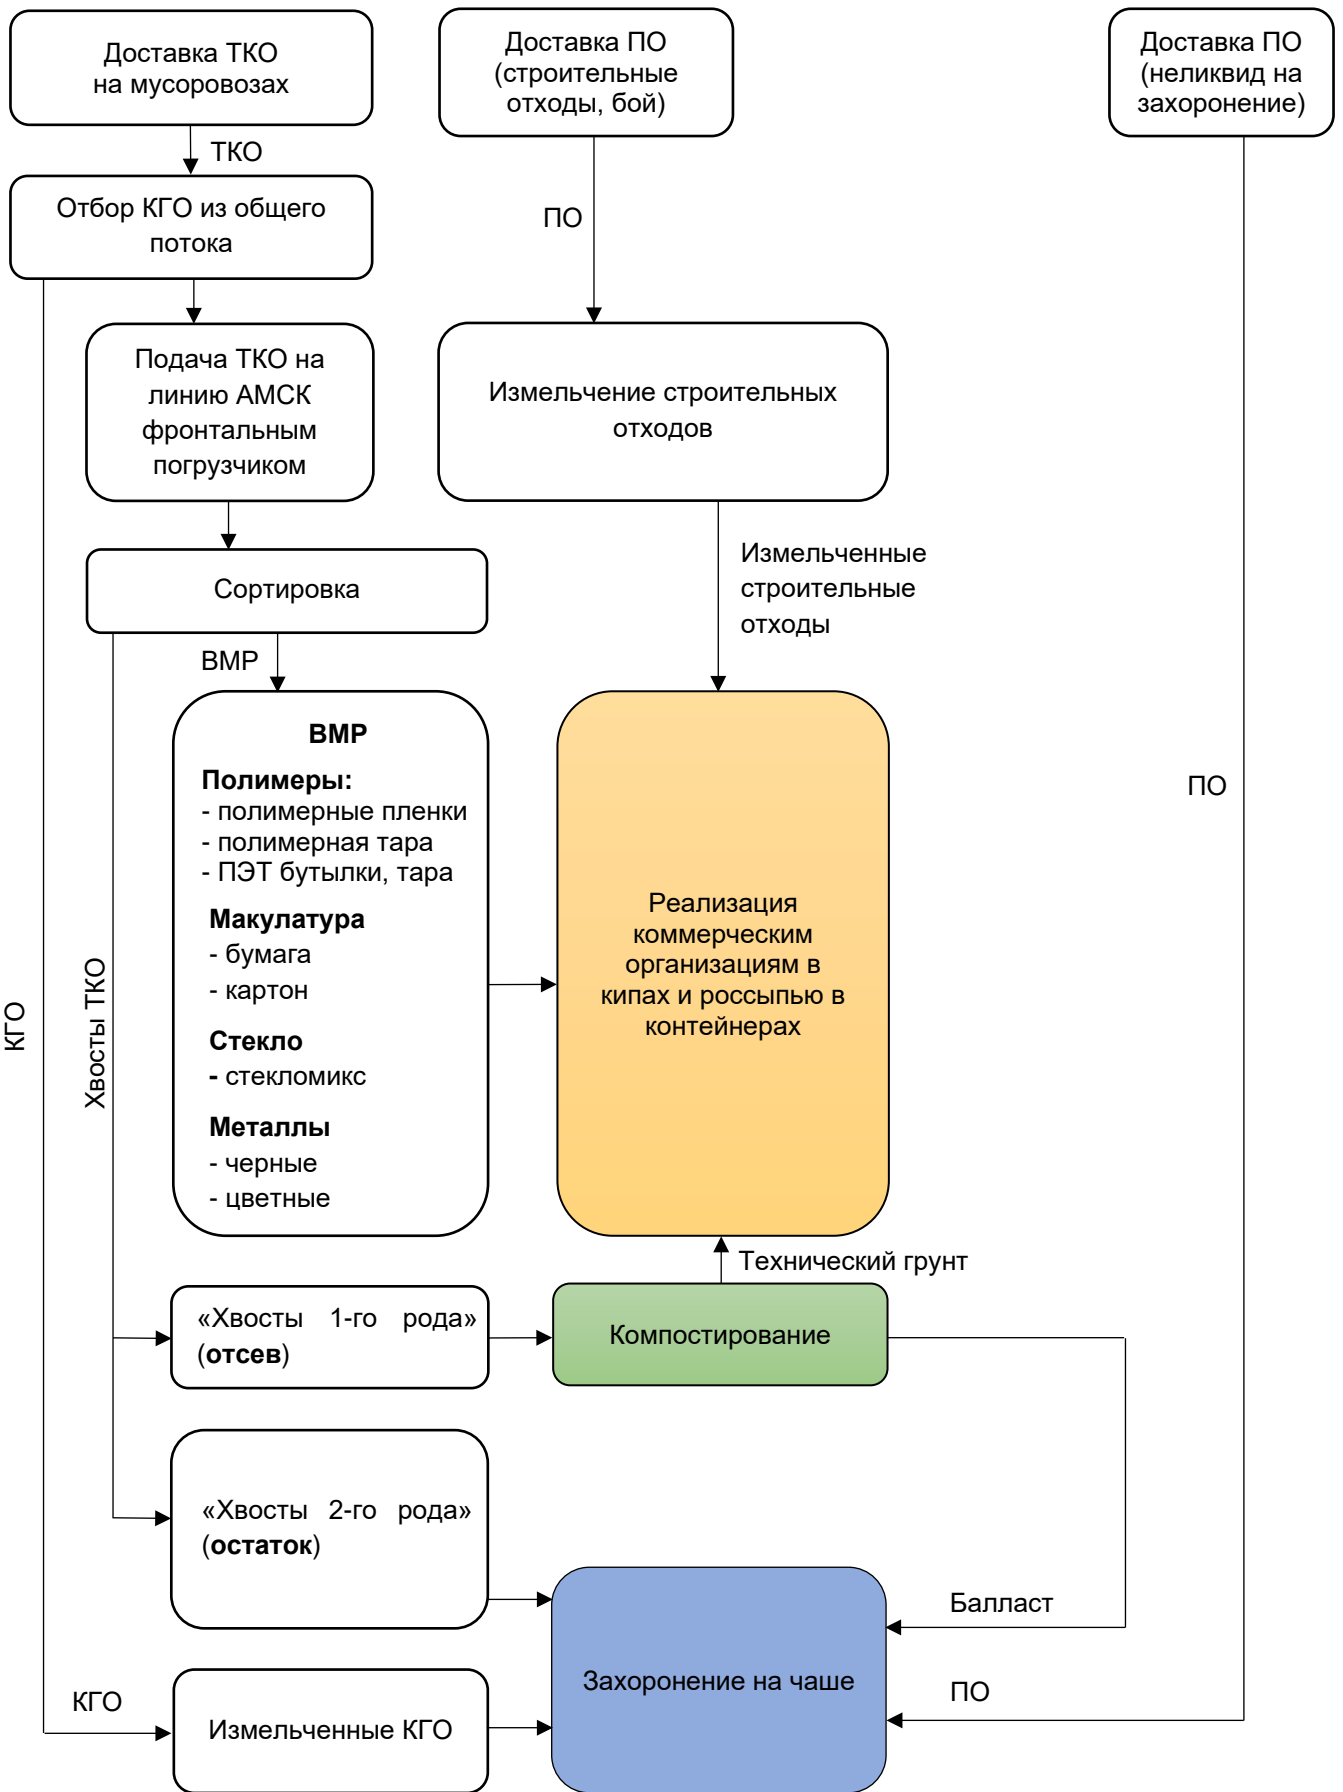 Доставка ТКО
на мусоровозах
Доставка ПО
(строительные
отходы, бой)
Доставка ПО
(неликвид на
захоронение)
ТКО
Отбор КГО из общего
потока
ПО
Подача ТКО на
линию АМСК
фронтальным
погрузчиком
Измельчение строительных
отходов
Измельченные
строительные
отходы
Сортировка
ВМР
ВМР
Полимеры:
- полимерные пленки
- полимерная тара
- ПЭТ бутылки, тара
Макулатура
- бумага
- картон
Стекло
- стекломикс
Металлы
- черные
- цветные
Реализация
коммерческим
организациям в
кипах и россыпью в
контейнерах
ПО
КГО
Хвосты ТКО
Технический грунт
«Хвосты 1-го рода»
(отсев)
Компостирование
«Хвосты 2-го рода»
(остаток)
Балласт
Захоронение на чаше
ПО
КГО
Измельченные КГО